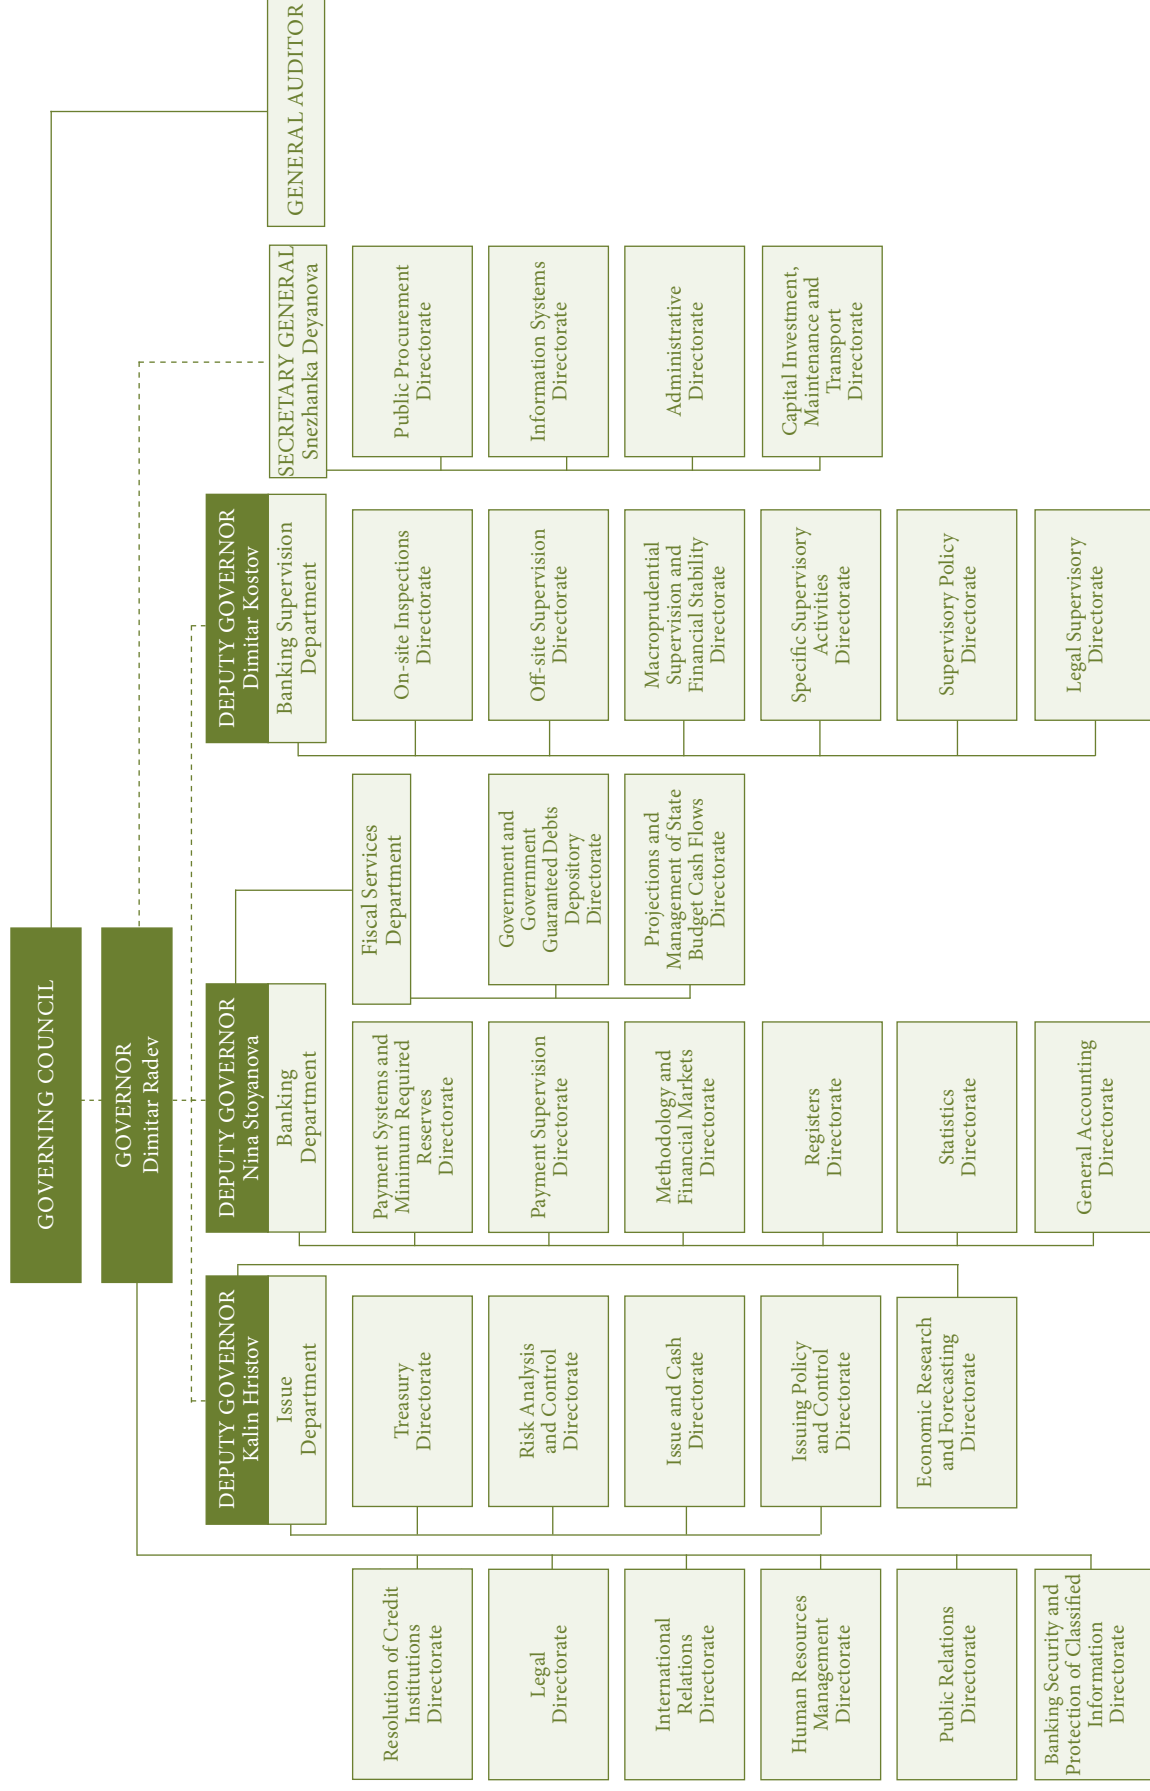 GOVERNING COUNCIL
GOVERNOR
Dimitar Radev
GENERAL AUDITOR
DEPUTY GOVERNOR
Kalin Hristov
Issue
Department
DEPUTY GOVERNOR
Nina Stoyanova
Banking
Department
DEPUTY GOVERNOR
Dimitar Kostov
Banking Supervision
Department
SECRETARY GENERAL
Snezhanka Deyanova
Resolution of Credit
Institutions
Directorate
Legal
Directorate
International
Relations
Directorate
Human Resources
Management
Directorate
Public Relations
Directorate
Banking Security and
Protection of Classified
Information
Directorate
Treasury
Directorate
Risk Analysis
and Control
Directorate
Issue and Cash
Directorate
Issuing Policy
and Control
Directorate
Economic Research
and Forecasting
Directorate
Payment Systems and
Minimum Required
Reserves
Directorate
Payment Supervision
Directorate
Methodology and
Financial Markets
Directorate
Registers
Directorate
Statistics
Directorate
General Accounting
Directorate
Fiscal Services
Department
Government and
Government
Guaranteed Debts
Depository
Directorate
Projections and
Management of State
Budget Cash Flows
Directorate
On-site Inspections
Directorate
Off-site Supervision
Directorate
Macroprudential
Supervision and
Financial Stability
Directorate
Specific Supervisory
Activities
Directorate
Supervisory Policy
Directorate
Legal Supervisory
Directorate
Public Procurement
Directorate
Information Systems
Directorate
Administrative
Directorate
Capital Investment,
Maintenance and
Transport
Directorate